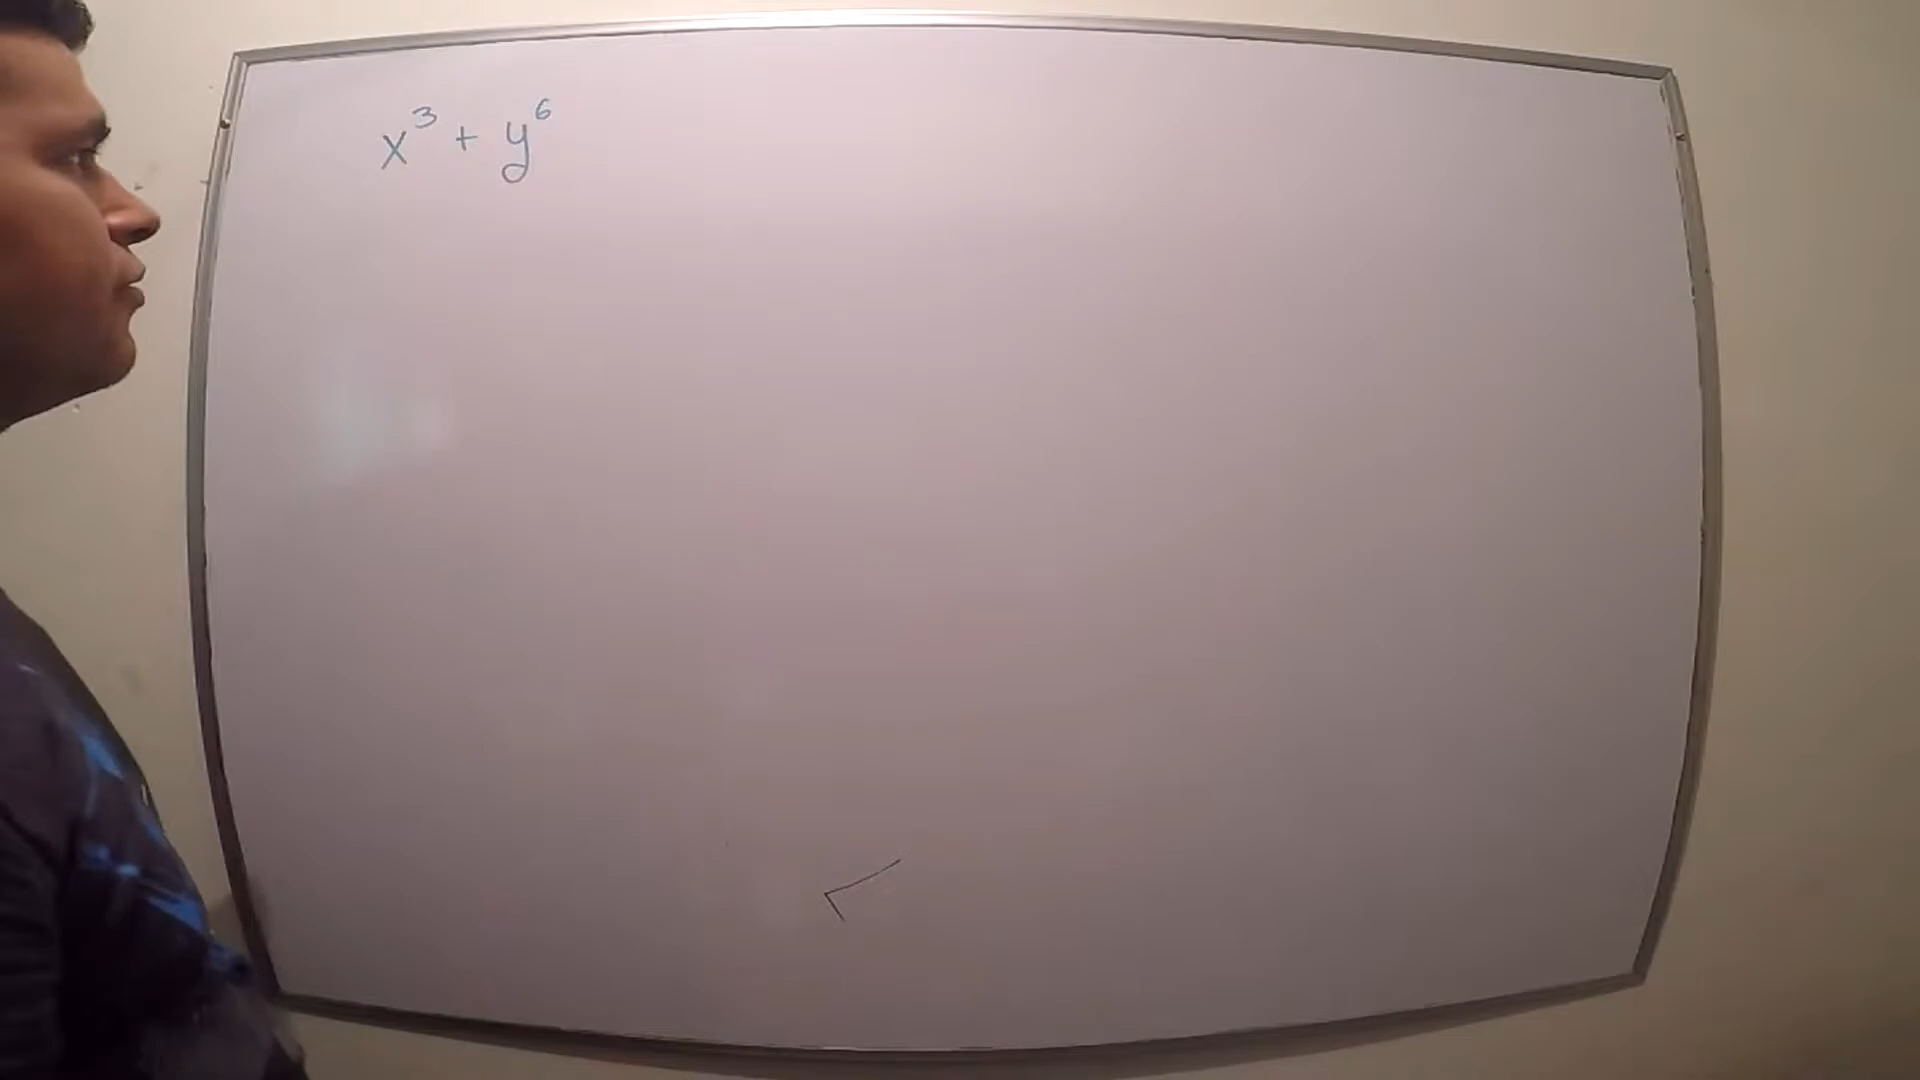 x³ + y⁶